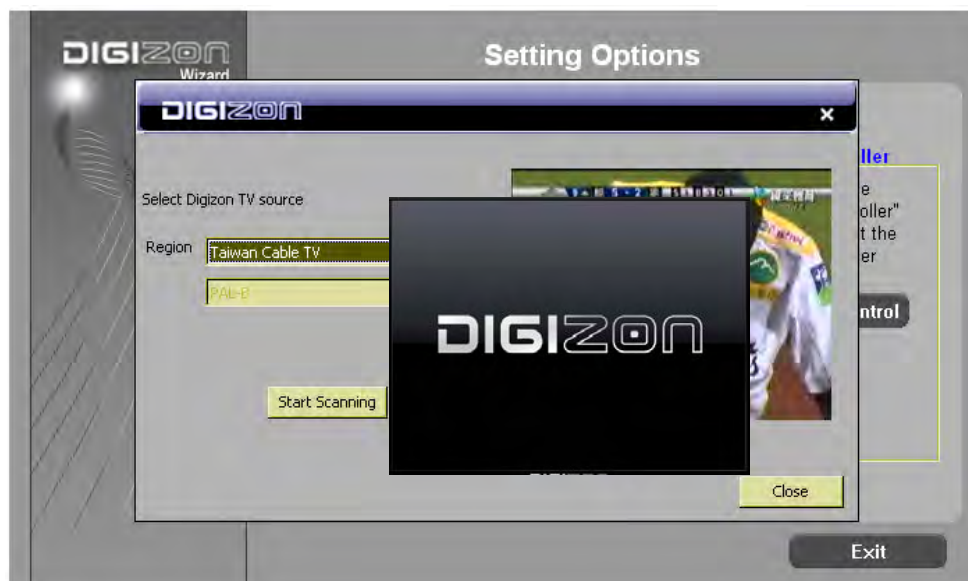 DIGIZON
Wizard
Setting Options
DIGIZON
×
Select Digizon TV source
Region
Taiwan Cable TV
PAL-B
DIGIZON
Start Scanning
Close
ller
e
oller"
t the
er
ntrol
Exit